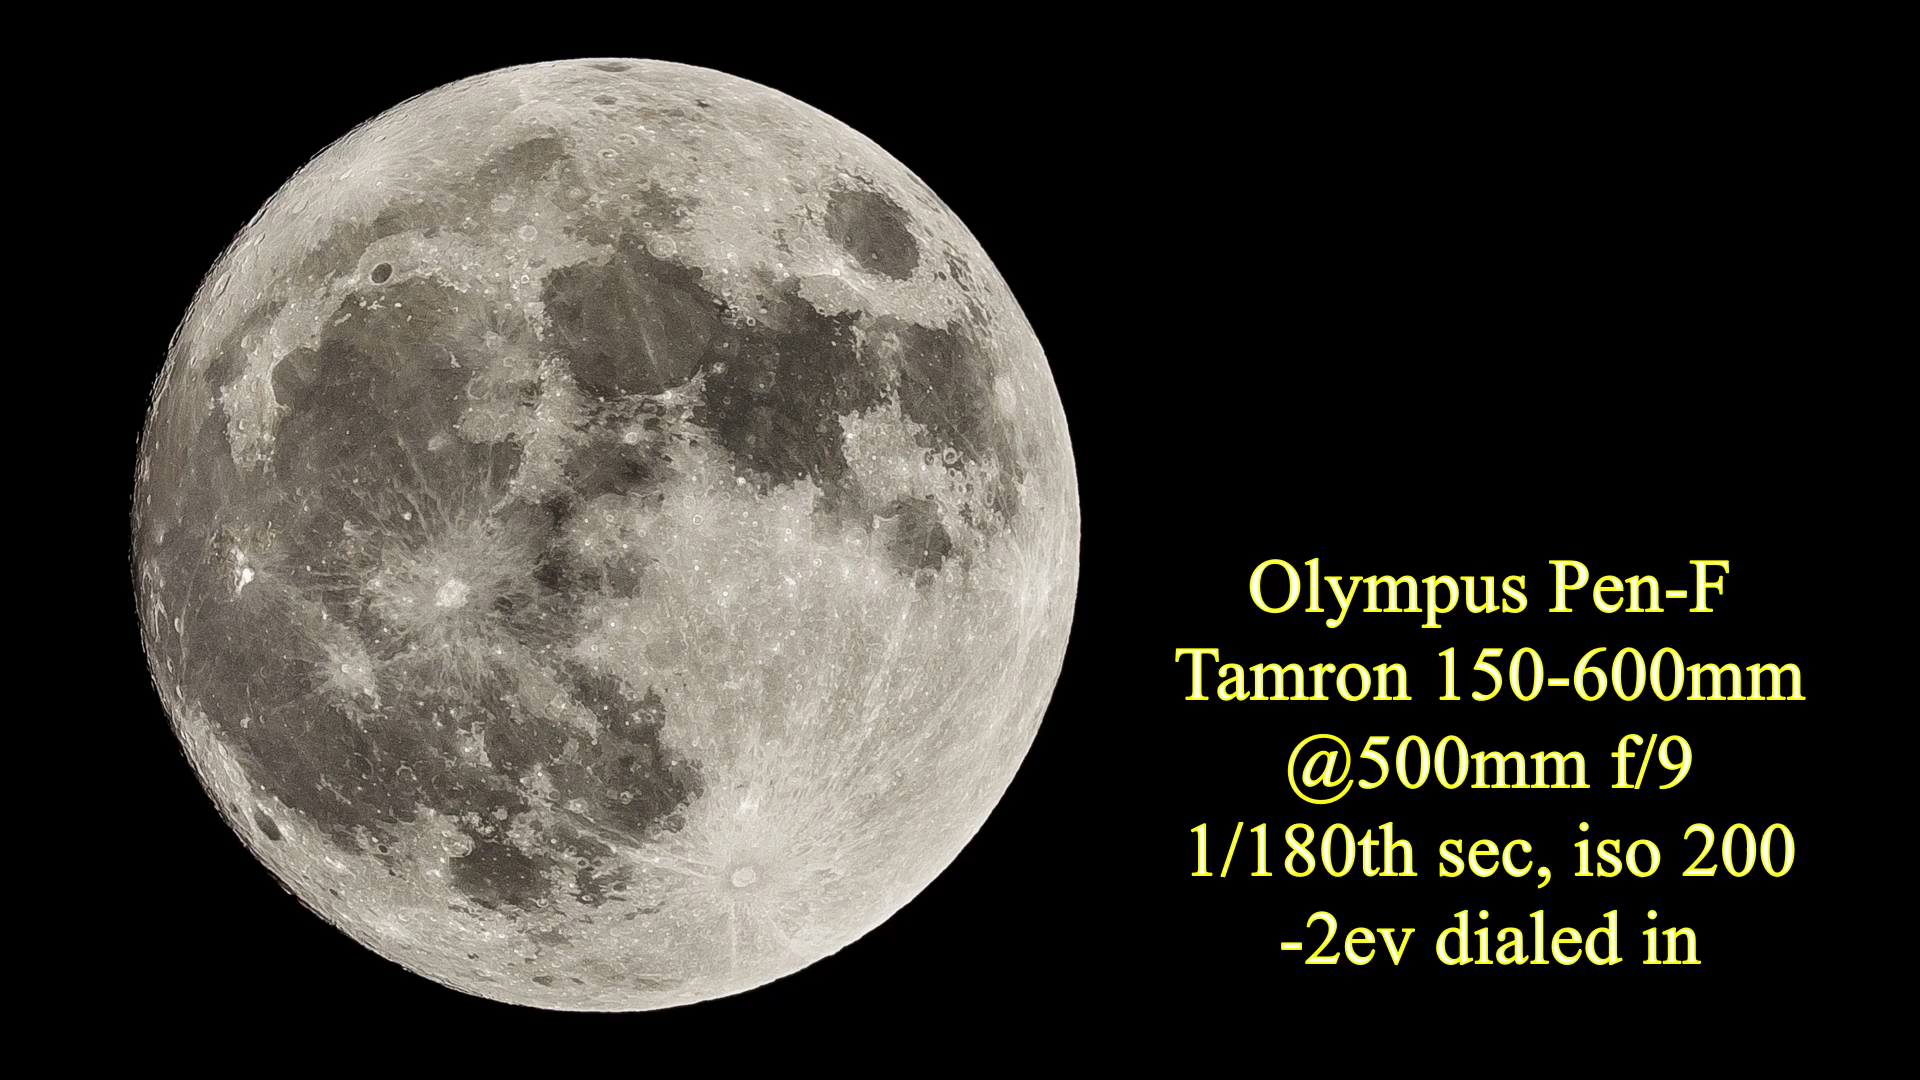 Olympus Pen-F
Tamron 150-600mm
@500mm f/9
1/180th sec, iso 200
-2ev dialed in